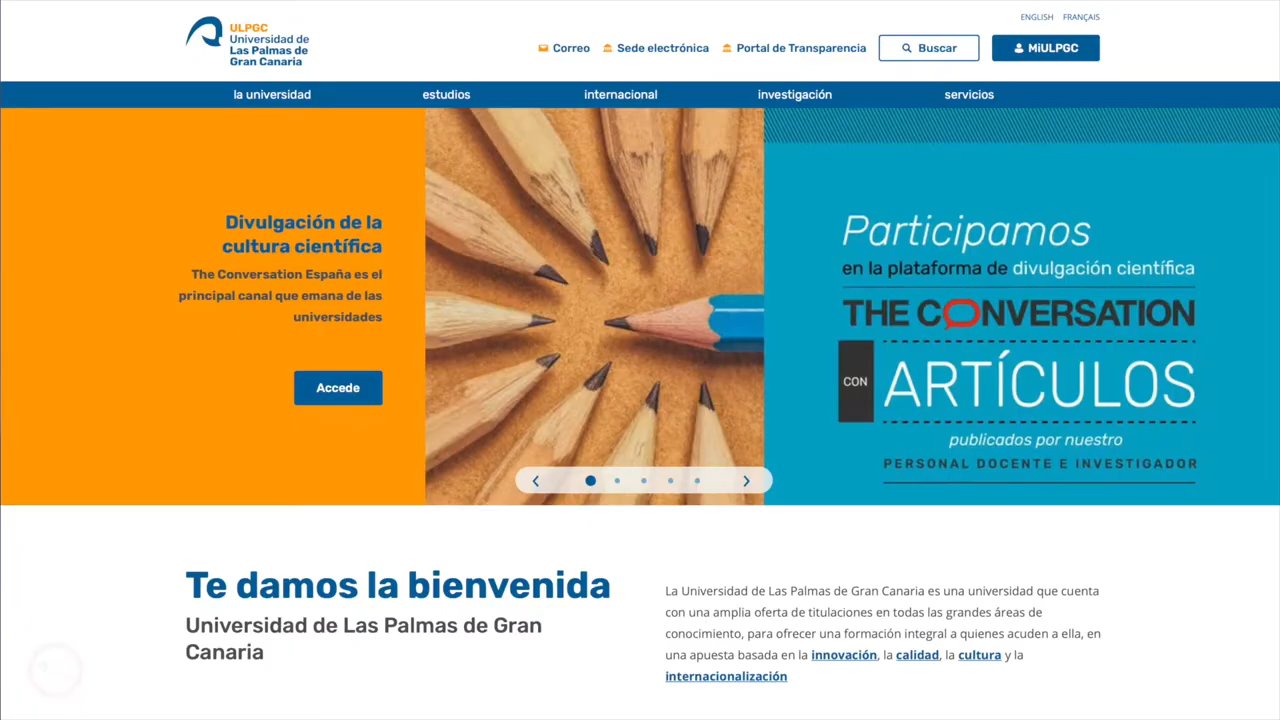 ENGLISH FRANÇAIS
ULPGC
Universidad de
Las Palmas de
Gran Canaria
Correo Sede electrónica Portal de Transparencia Buscar MiULPGC
la universidad estudios internacional investigación servicios
Divulgación de la
cultura científica
The Conversation España es el
principal canal que emana de las
universidades
Accede
Participamos
en la plataforma de divulgación científica
THE CONVERSATION
CON ARTÍCULOS
publicados por nuestro
PERSONAL DOCENTE E INVESTIGADOR
Te damos la bienvenida
Universidad de Las Palmas de Gran
Canaria
La Universidad de Las Palmas de Gran Canaria es una universidad que cuenta
con una amplia oferta de titulaciones en todas las grandes áreas de
conocimiento, para ofrecer una formación integral a quienes acuden a ella, en
una apuesta basada en la innovación, la calidad, la cultura y la
internacionalización